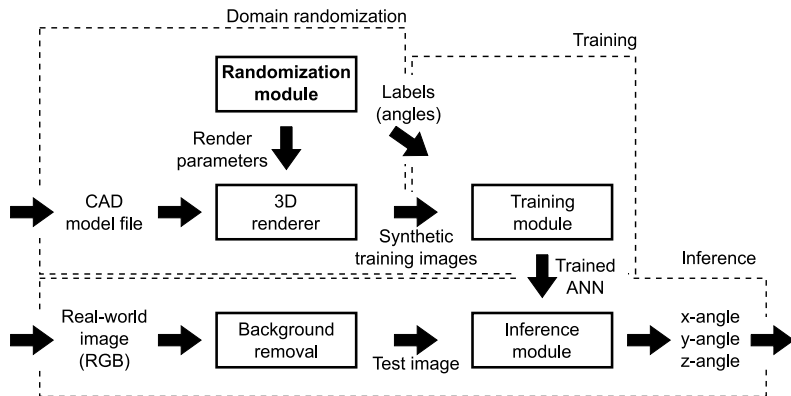 Domain randomization
Training
Randomization
module
Labels
(angles)
Render
parameters
CAD
model file
3D
renderer
Synthetic
training images
Training
module
Trained
ANN
Inference
Real-world
image
(RGB)
Background
removal
Test image
Inference
module
x-angle
y-angle
z-angle